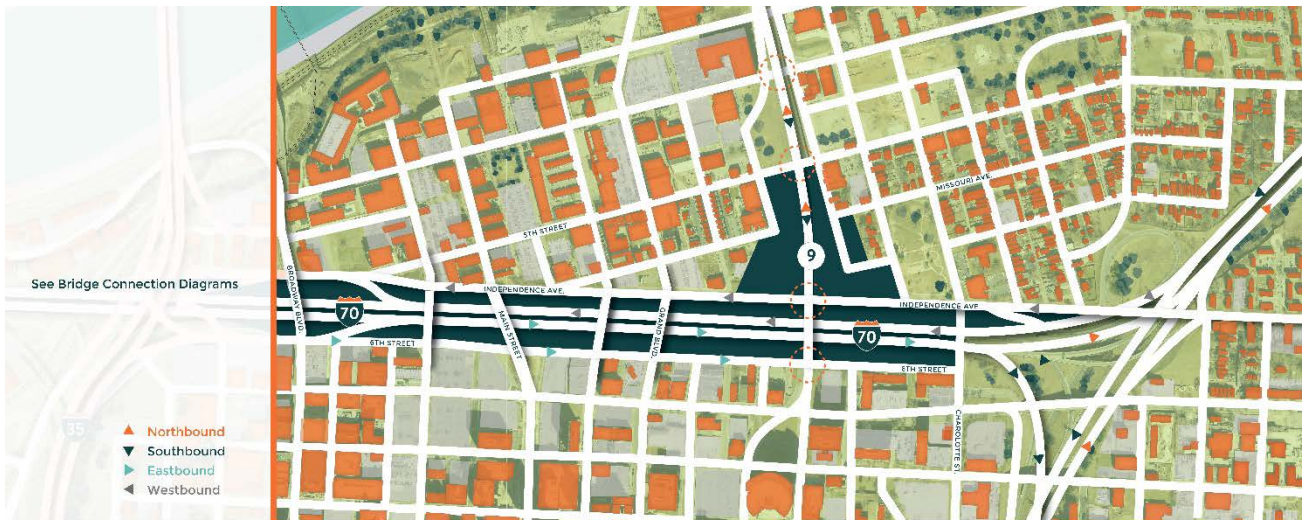 See Bridge Connection Diagrams
35
Northbound
Southbound
Eastbound
Westbound
BROADWAY BLVD.
70
6TH STREET
INDEPENDENCE AVE.
MAIN STREET
5TH STREET
GRAND BLVD.
9
MISSOURI AVE.
INDEPENDENCE AVE
70
6TH STREET
CHAROLOTTE ST.